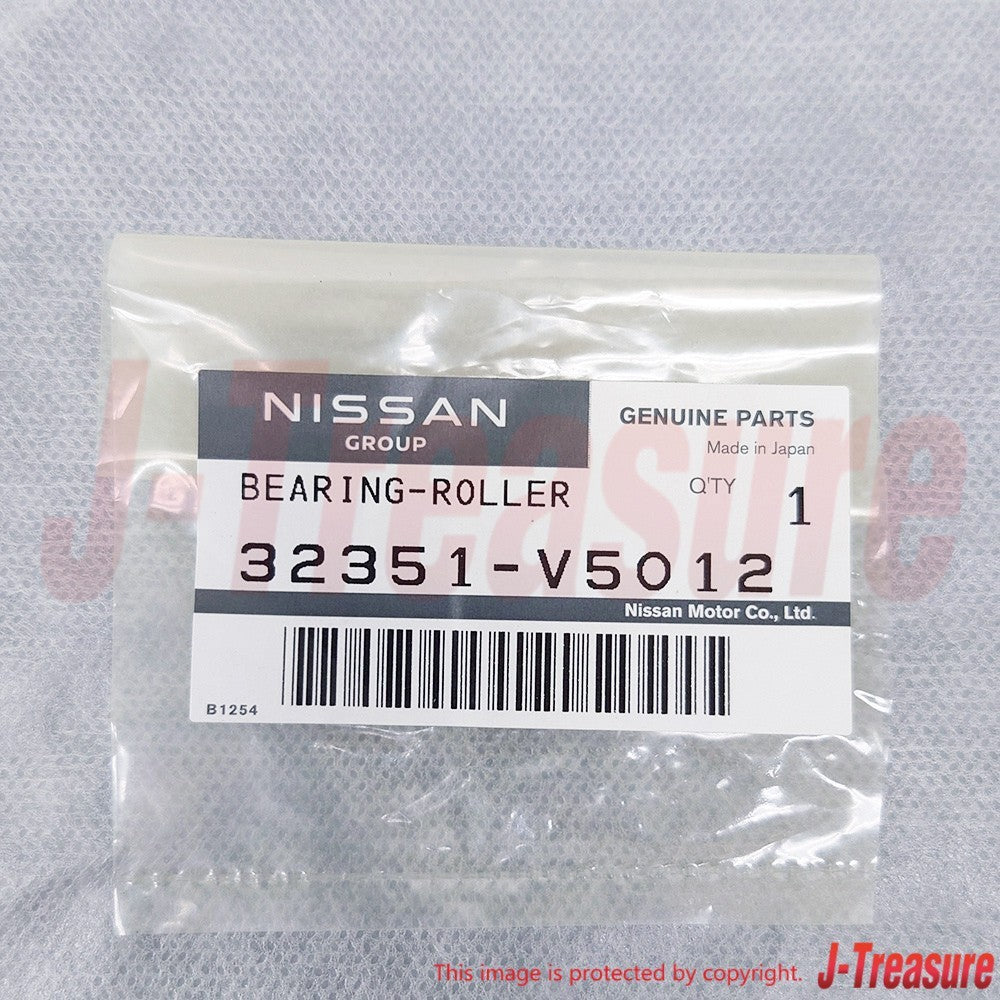 NISSAN
GROUP
GENUINE PARTS
Made in Japan
BEARING-ROLLER
Q'TY 1
32351-V5012
Nissan Motor Co., Ltd.
B1254
J-Treasure
This image is protected by copyright. J-Treasure